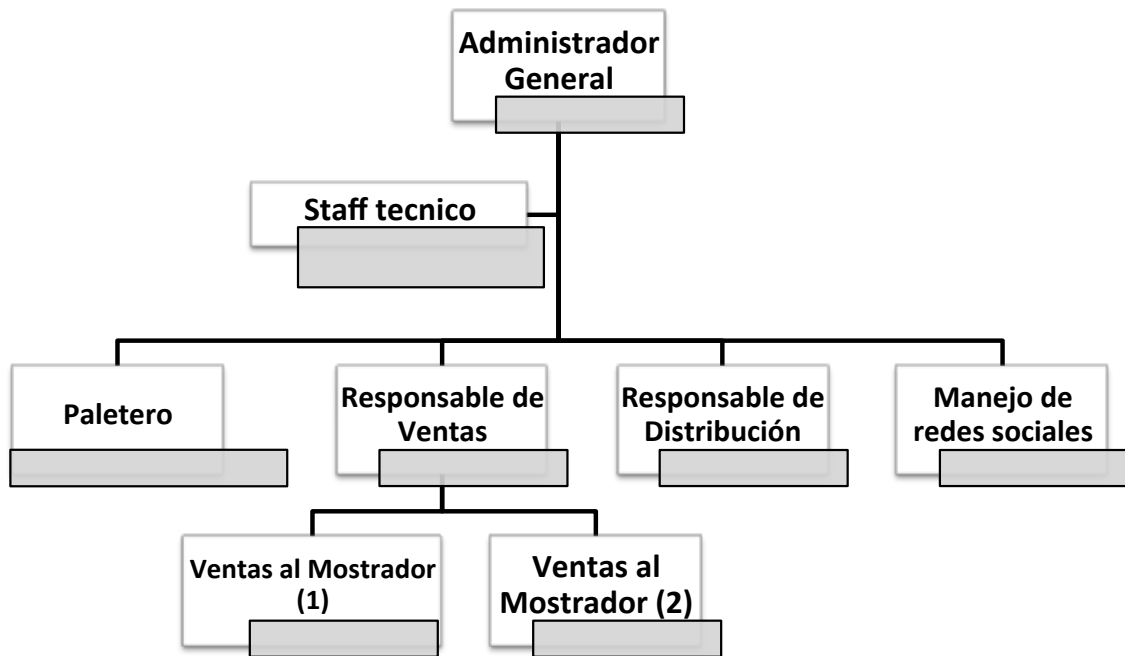 Administrador
General
Staff tecnico
Paletero
Responsable de
Ventas
Responsable de
Distribución
Manejo de
redes sociales
Ventas al Mostrador
(1)
Ventas al
Mostrador (2)